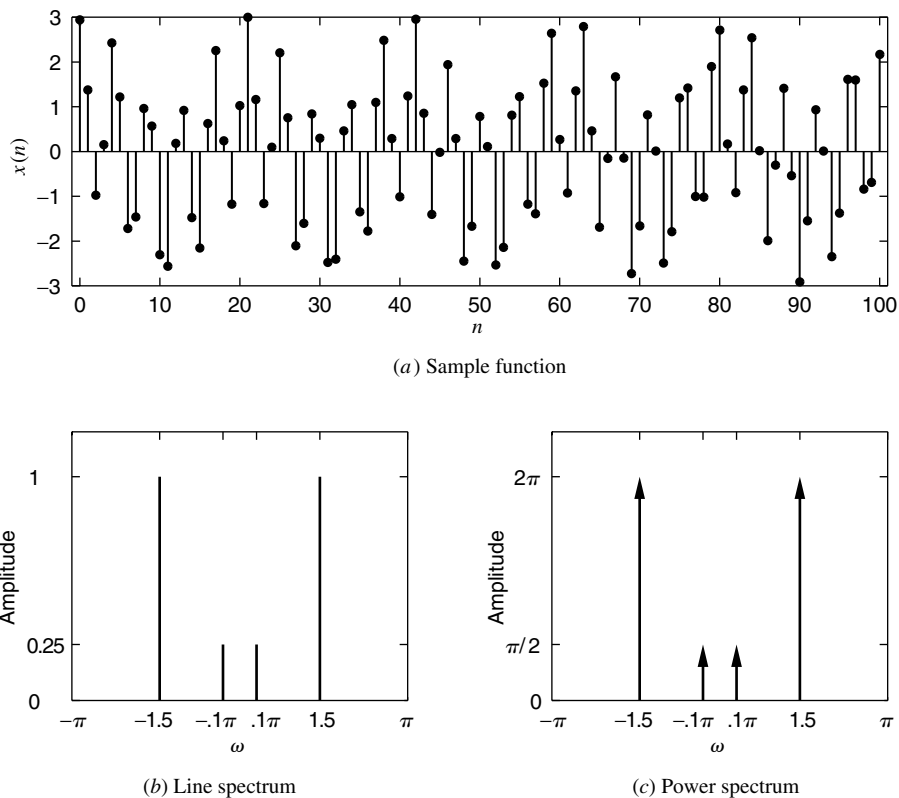 3
2
1
0
−1
−2
−3
x(n)
0 10 20 30 40 50 60 70 80 90 100
n
(a) Sample function
1
0.25
0
Amplitude
−π −1.5 −.1π .1π 1.5 π
ω
(b) Line spectrum
2π
π/2
0
Amplitude
−π −1.5 −.1π .1π 1.5 π
ω
(c) Power spectrum